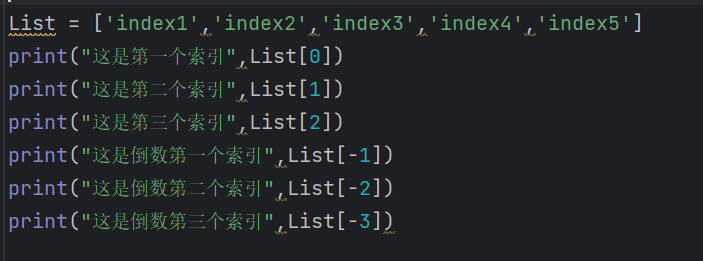 List = ['index1','index2','index3','index4','index5']
print("这是第一个索引",List[0])
print("这是第二个索引",List[1])
print("这是第三个索引",List[2])
print("这是倒数第一个索引",List[-1])
print("这是倒数第二个索引",List[-2])
print("这是倒数第三个索引",List[-3])